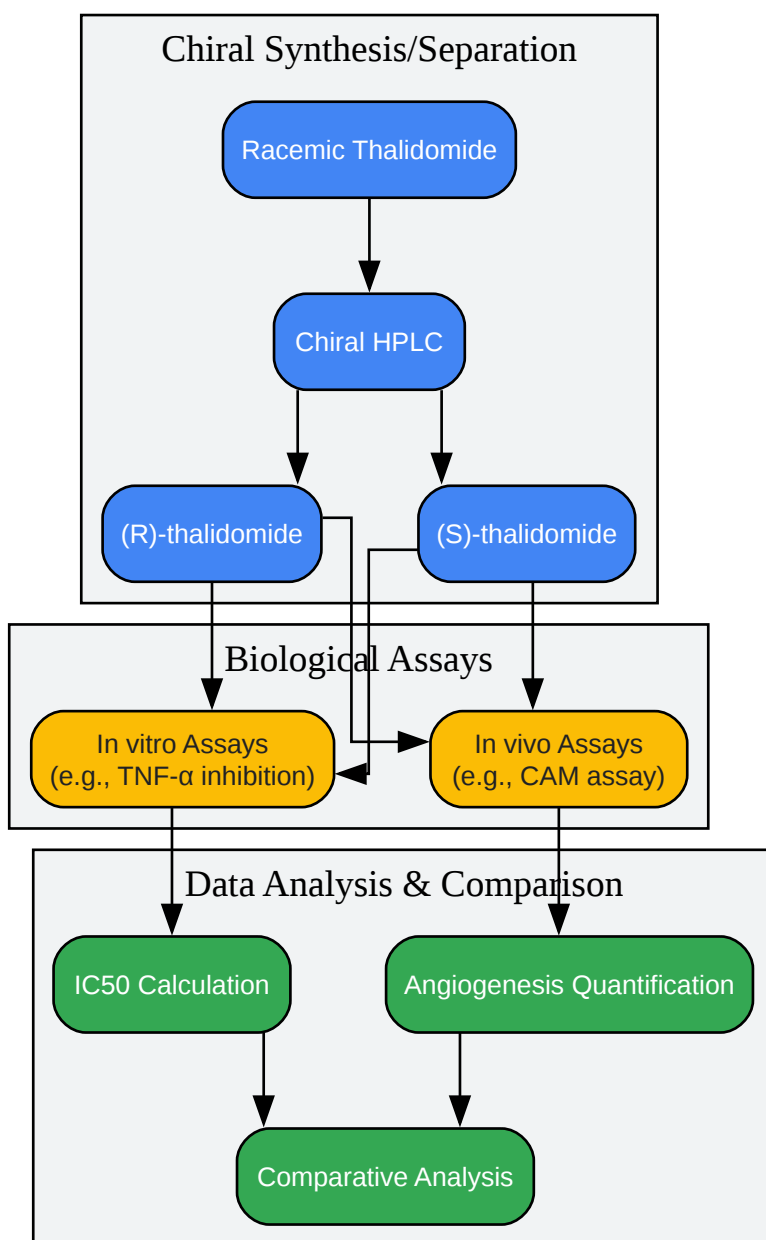 Chiral Synthesis/Separation
Racemic Thalidomide
Chiral HPLC
(R)-thalidomide
(S)-thalidomide
Biological Assays
In vitro Assays
(e.g., TNF-α inhibition)
In vivo Assays
(e.g., CAM assay)
Data Analysis & Comparison
IC50 Calculation
Angiogenesis Quantification
Comparative Analysis